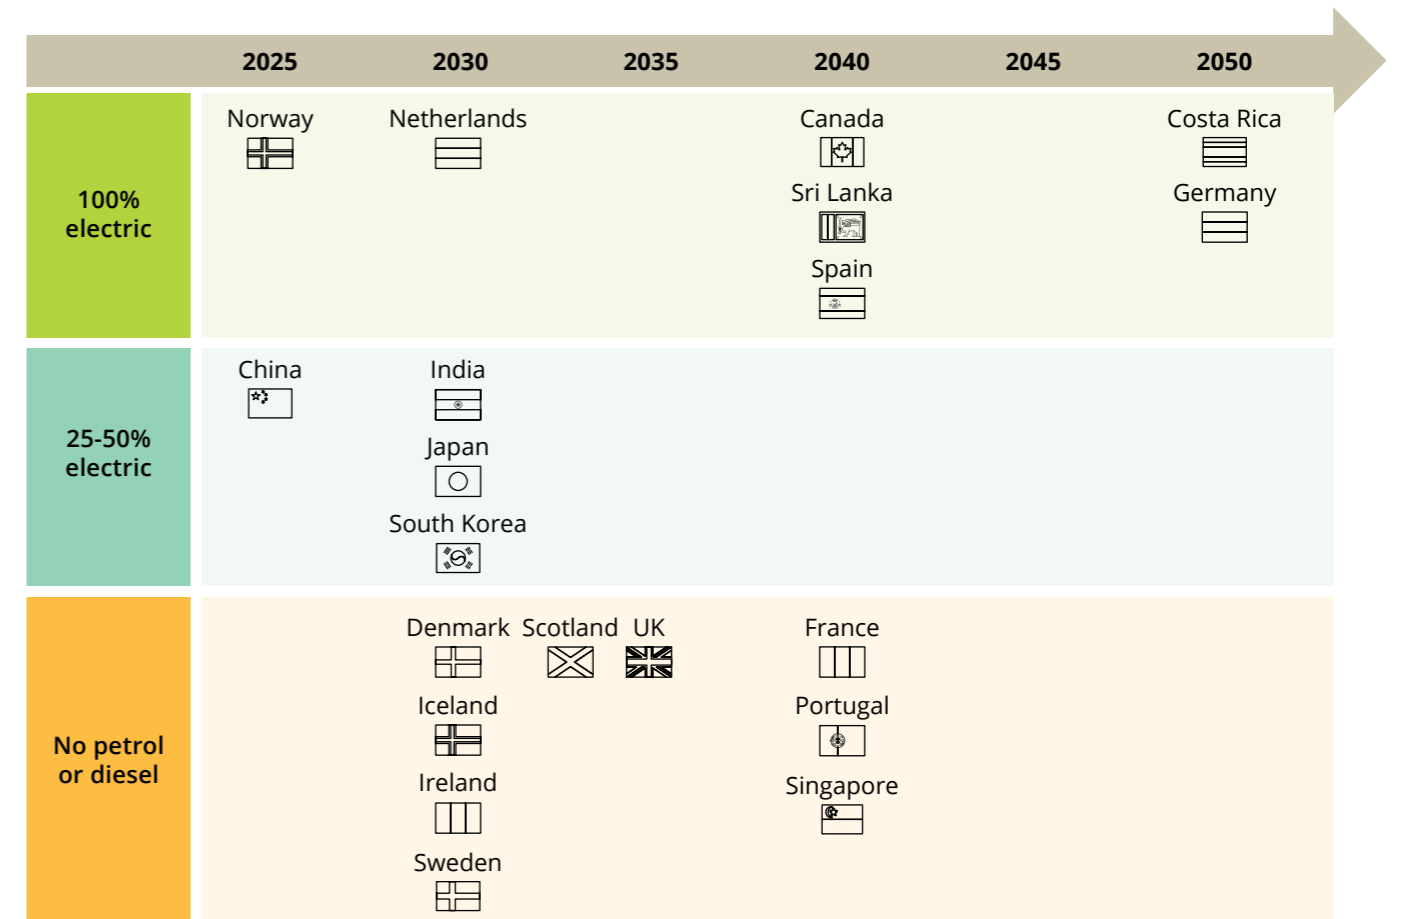 2025 2030 2035 2040 2045 2050
100%
electric
Norway Netherlands Canada Costa Rica
Sri Lanka Germany
Spain
25-50%
electric
China India
Japan
South Korea
No petrol
or diesel
Denmark Scotland UK France
Iceland Portugal
Ireland Singapore
Sweden